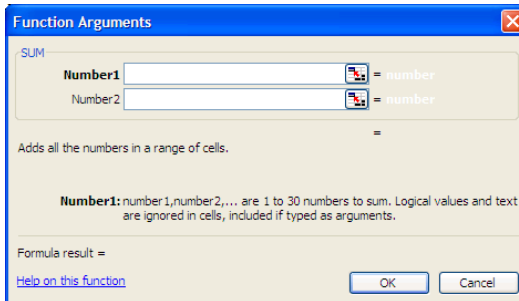 Function Arguments
SUM
Number1 = number
Number2 = number
=
Adds all the numbers in a range of cells.
Number1: number1,number2,... are 1 to 30 numbers to sum. Logical values and text
are ignored in cells, included if typed as arguments.
Formula result =
Help on this function OK Cancel